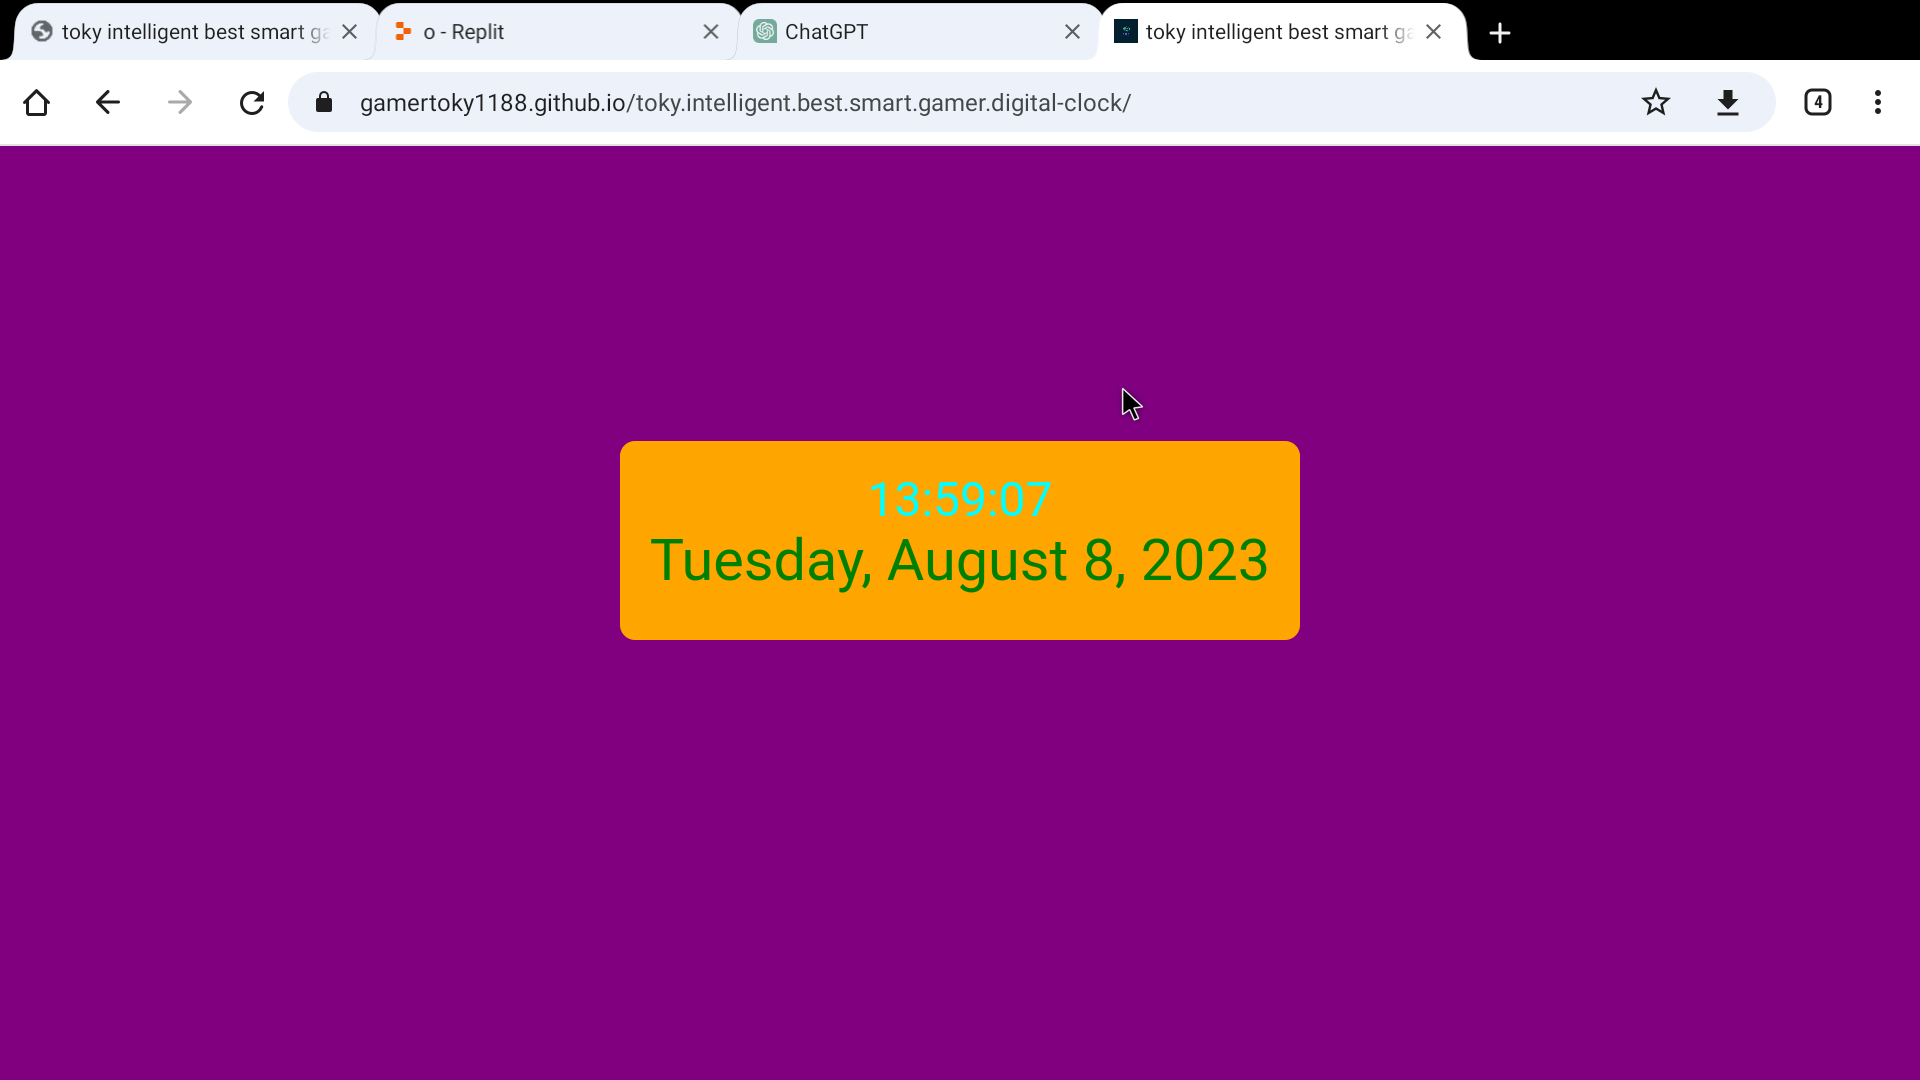 toky intelligent best smart ga
o - Replit
ChatGPT
toky intelligent best smart ga
gamertoky1188.github.io/toky.intelligent.best.smart.gamer.digital-clock/
4
13:59:07
Tuesday, August 8, 2023